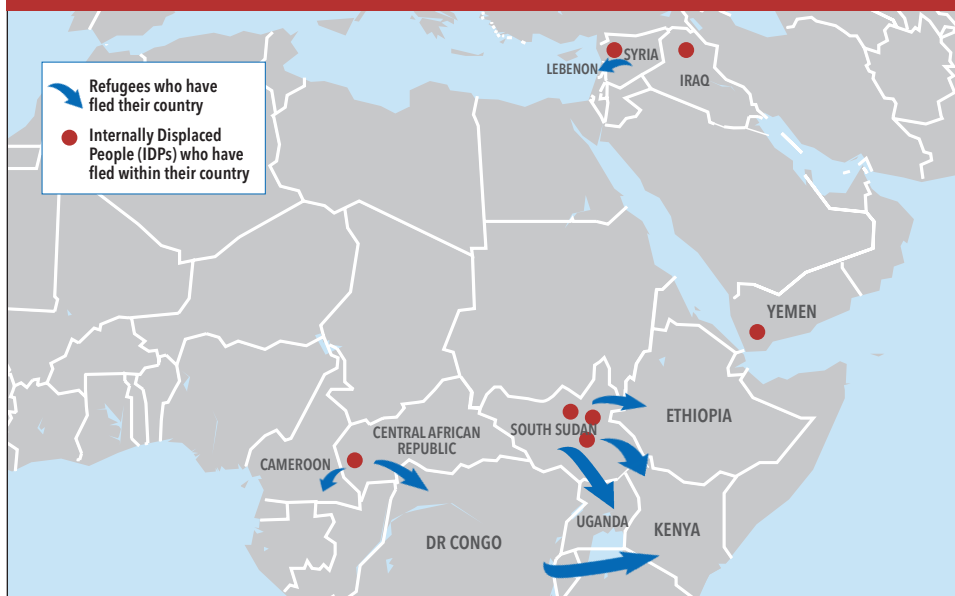 Refugees who have
fled their country
Internally Displaced
People (IDPs) who have
fled within their country
SYRIA
LEBENON
IRAQ
YEMEN
ETHIOPIA
SOUTH SUDAN
CENTRAL AFRICAN
REPUBLIC
CAMEROON
UGANDA
KENYA
DR CONGO